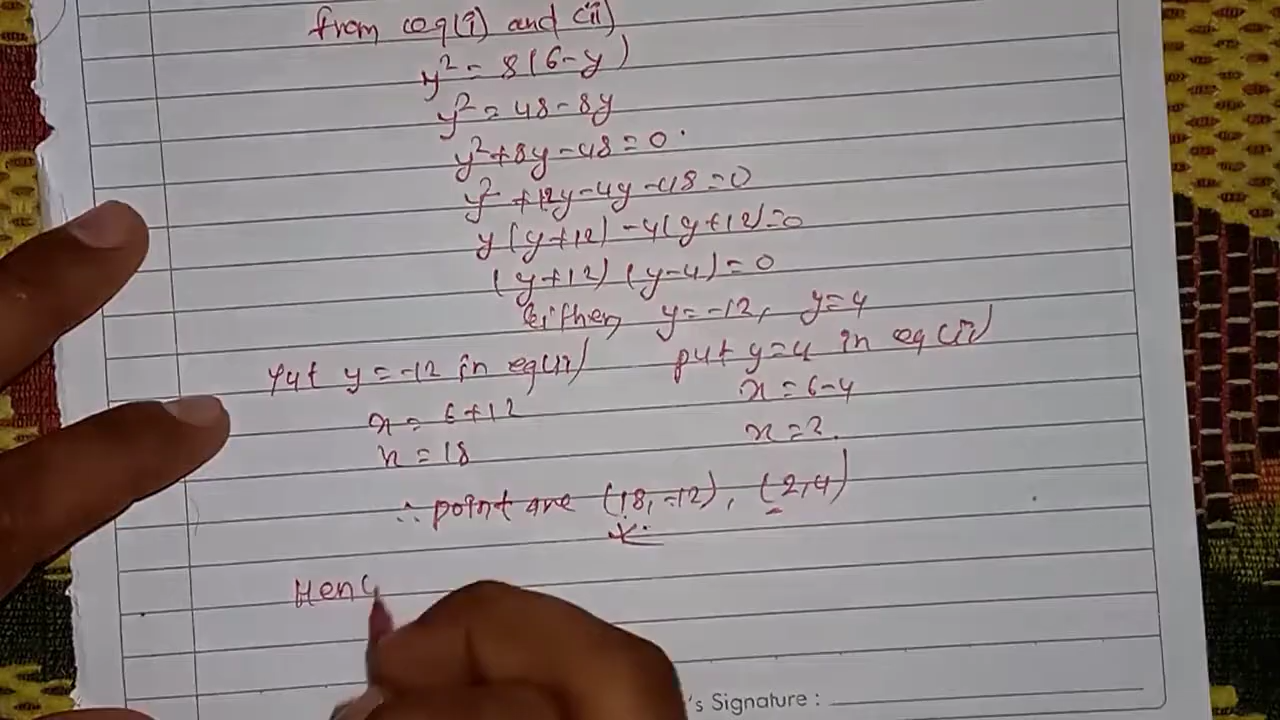 from eq(i) and (ii)
y² = 8(6-y)
y² = 48-8y
y²+8y-48=0
y²+12y-4y-48=0
y(y+12)-4(y+12)=0
(y+12)(y-4)=0
Either, y=-12, y=4
Put y=-12 in eq(ii) put y=4 in eq(ii)
x = 6+12 x = 6-4
x = 18 x = 2.
∴ point are (18,-12), (2,4)
Henc
's Signature :